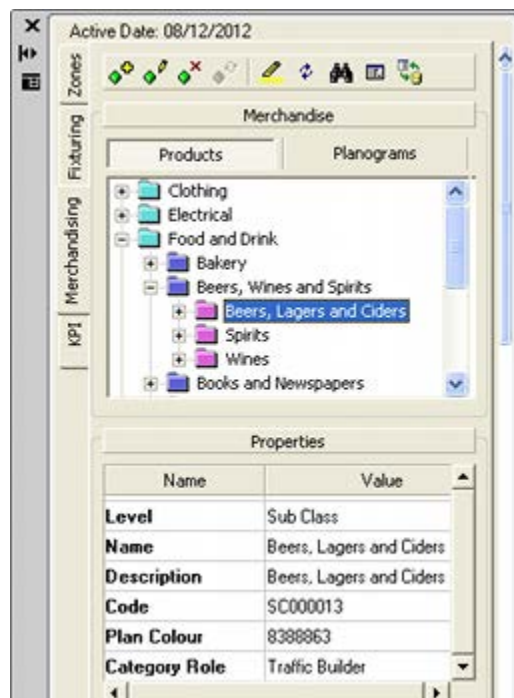 Active Date: 08/12/2012
Zones
Fixturing
Merchandising
KPI
Merchandise
Products Planograms
Clothing
Electrical
Food and Drink
Bakery
Beers, Wines and Spirits
Beers, Lagers and Ciders
Spirits
Wines
Books and Newspapers
Properties
Name Value
Level Sub Class
Name Beers, Lagers and Ciders
Description Beers, Lagers and Ciders
Code SC000013
Plan Colour 8388863
Category Role Traffic Builder